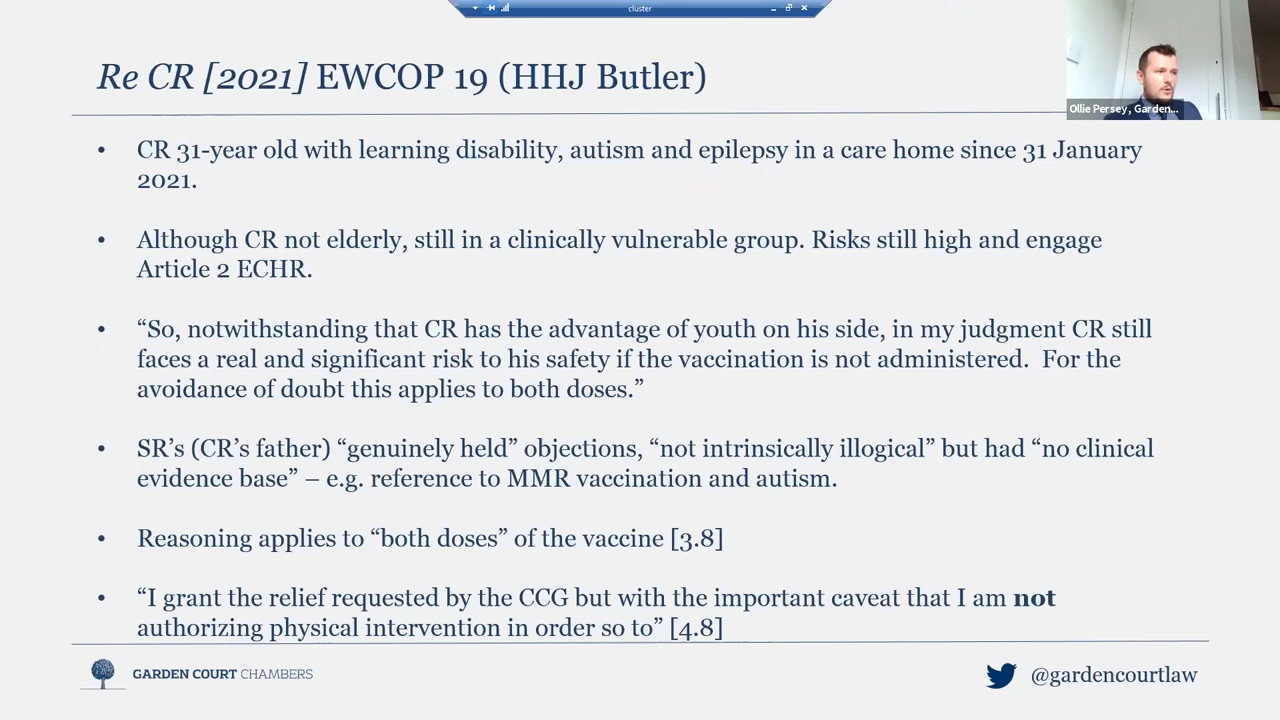 cluster
Re CR [2021] EWCOP 19 (HHJ Butler)
Ollie Persey, Garden...
• CR 31-year old with learning disability, autism and epilepsy in a care home since 31 January
2021.
• Although CR not elderly, still in a clinically vulnerable group. Risks still high and engage
Article 2 ECHR.
• “So, notwithstanding that CR has the advantage of youth on his side, in my judgment CR still
faces a real and significant risk to his safety if the vaccination is not administered.  For the
avoidance of doubt this applies to both doses.”
• SR’s (CR’s father) “genuinely held” objections, “not intrinsically illogical” but had “no clinical
evidence base” – e.g. reference to MMR vaccination and autism.
• Reasoning applies to “both doses” of the vaccine [3.8]
• “I grant the relief requested by the CCG but with the important caveat that I am not
authorizing physical intervention in order so to” [4.8]
GARDEN COURT CHAMBERS
@gardencourtlaw